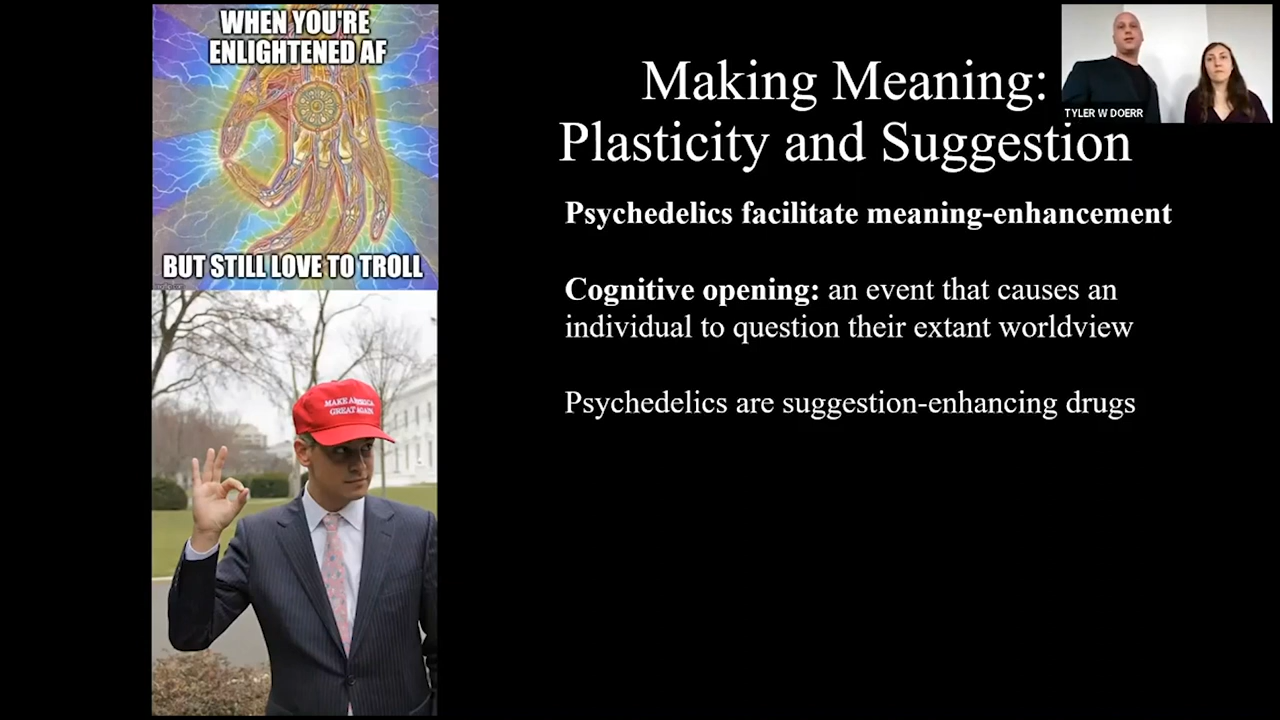 WHEN YOU'RE
ENLIGHTENED AF
BUT STILL LOVE TO TROLL
MAKE AMERICA
GREAT AGAIN
Making Meaning:
Plasticity and Suggestion
Psychedelics facilitate meaning-enhancement
Cognitive opening: an event that causes an
individual to question their extant worldview
Psychedelics are suggestion-enhancing drugs
TYLER W DOERR